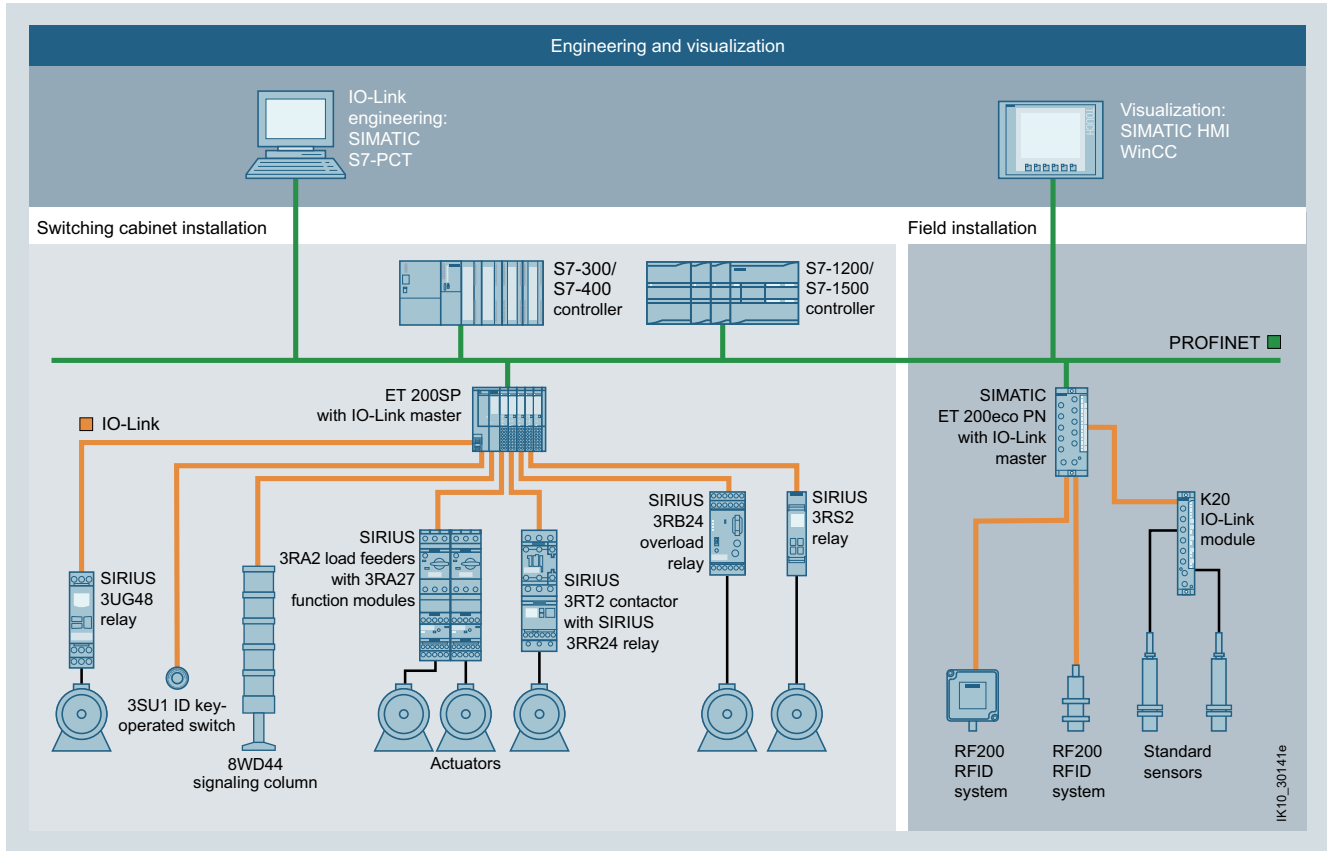 Engineering and visualization
IO-Link
engineering:
SIMATIC
S7-PCT
Visualization:
SIMATIC HMI
WinCC
TOUCH
Switching cabinet installation
Field installation
S7-300/
S7-400
controller
S7-1200/
S7-1500
controller
PROFINET
ET 200SP
with IO-Link master
SIMATIC
ET 200eco PN
with IO-Link
master
IO-Link
SIRIUS
3UG48
relay
3SU1 ID key-
operated switch
8WD44
signaling column
SIRIUS
3RA2 load feeders
with 3RA27
function modules
SIRIUS
3RT2 contactor
with SIRIUS
3RR24 relay
Actuators
SIRIUS
3RB24
overload
relay
SIRIUS
3RS2
relay
K20
IO-Link
module
RF200
RFID
system
RF200
RFID
system
Standard
sensors
IK10_30141e